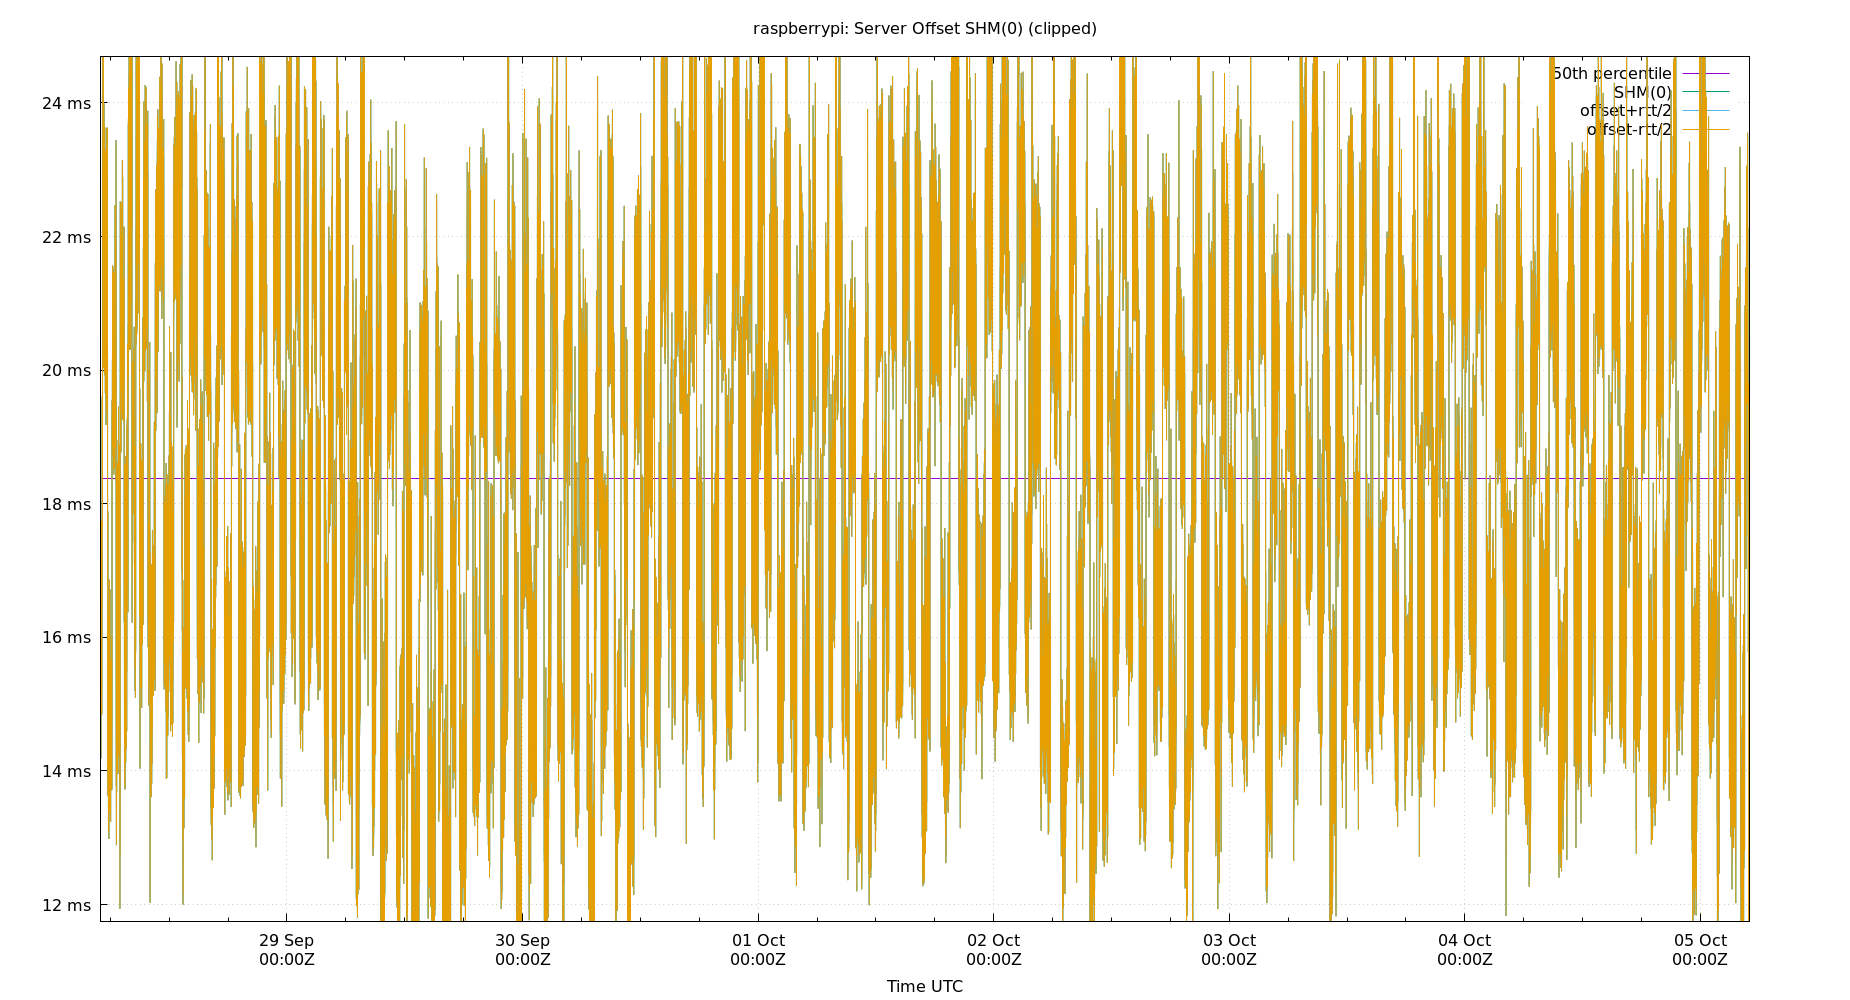 raspberrypi: Server Offset SHM(0) (clipped)
50th percentile
SHM(0)
offset+rtt/2
offset-rtt/2
24 ms
22 ms
20 ms
18 ms
16 ms
14 ms
12 ms
29 Sep 30 Sep 01 Oct 02 Oct 03 Oct 04 Oct 05 Oct
00:00Z 00:00Z 00:00Z 00:00Z 00:00Z 00:00Z 00:00Z
Time UTC